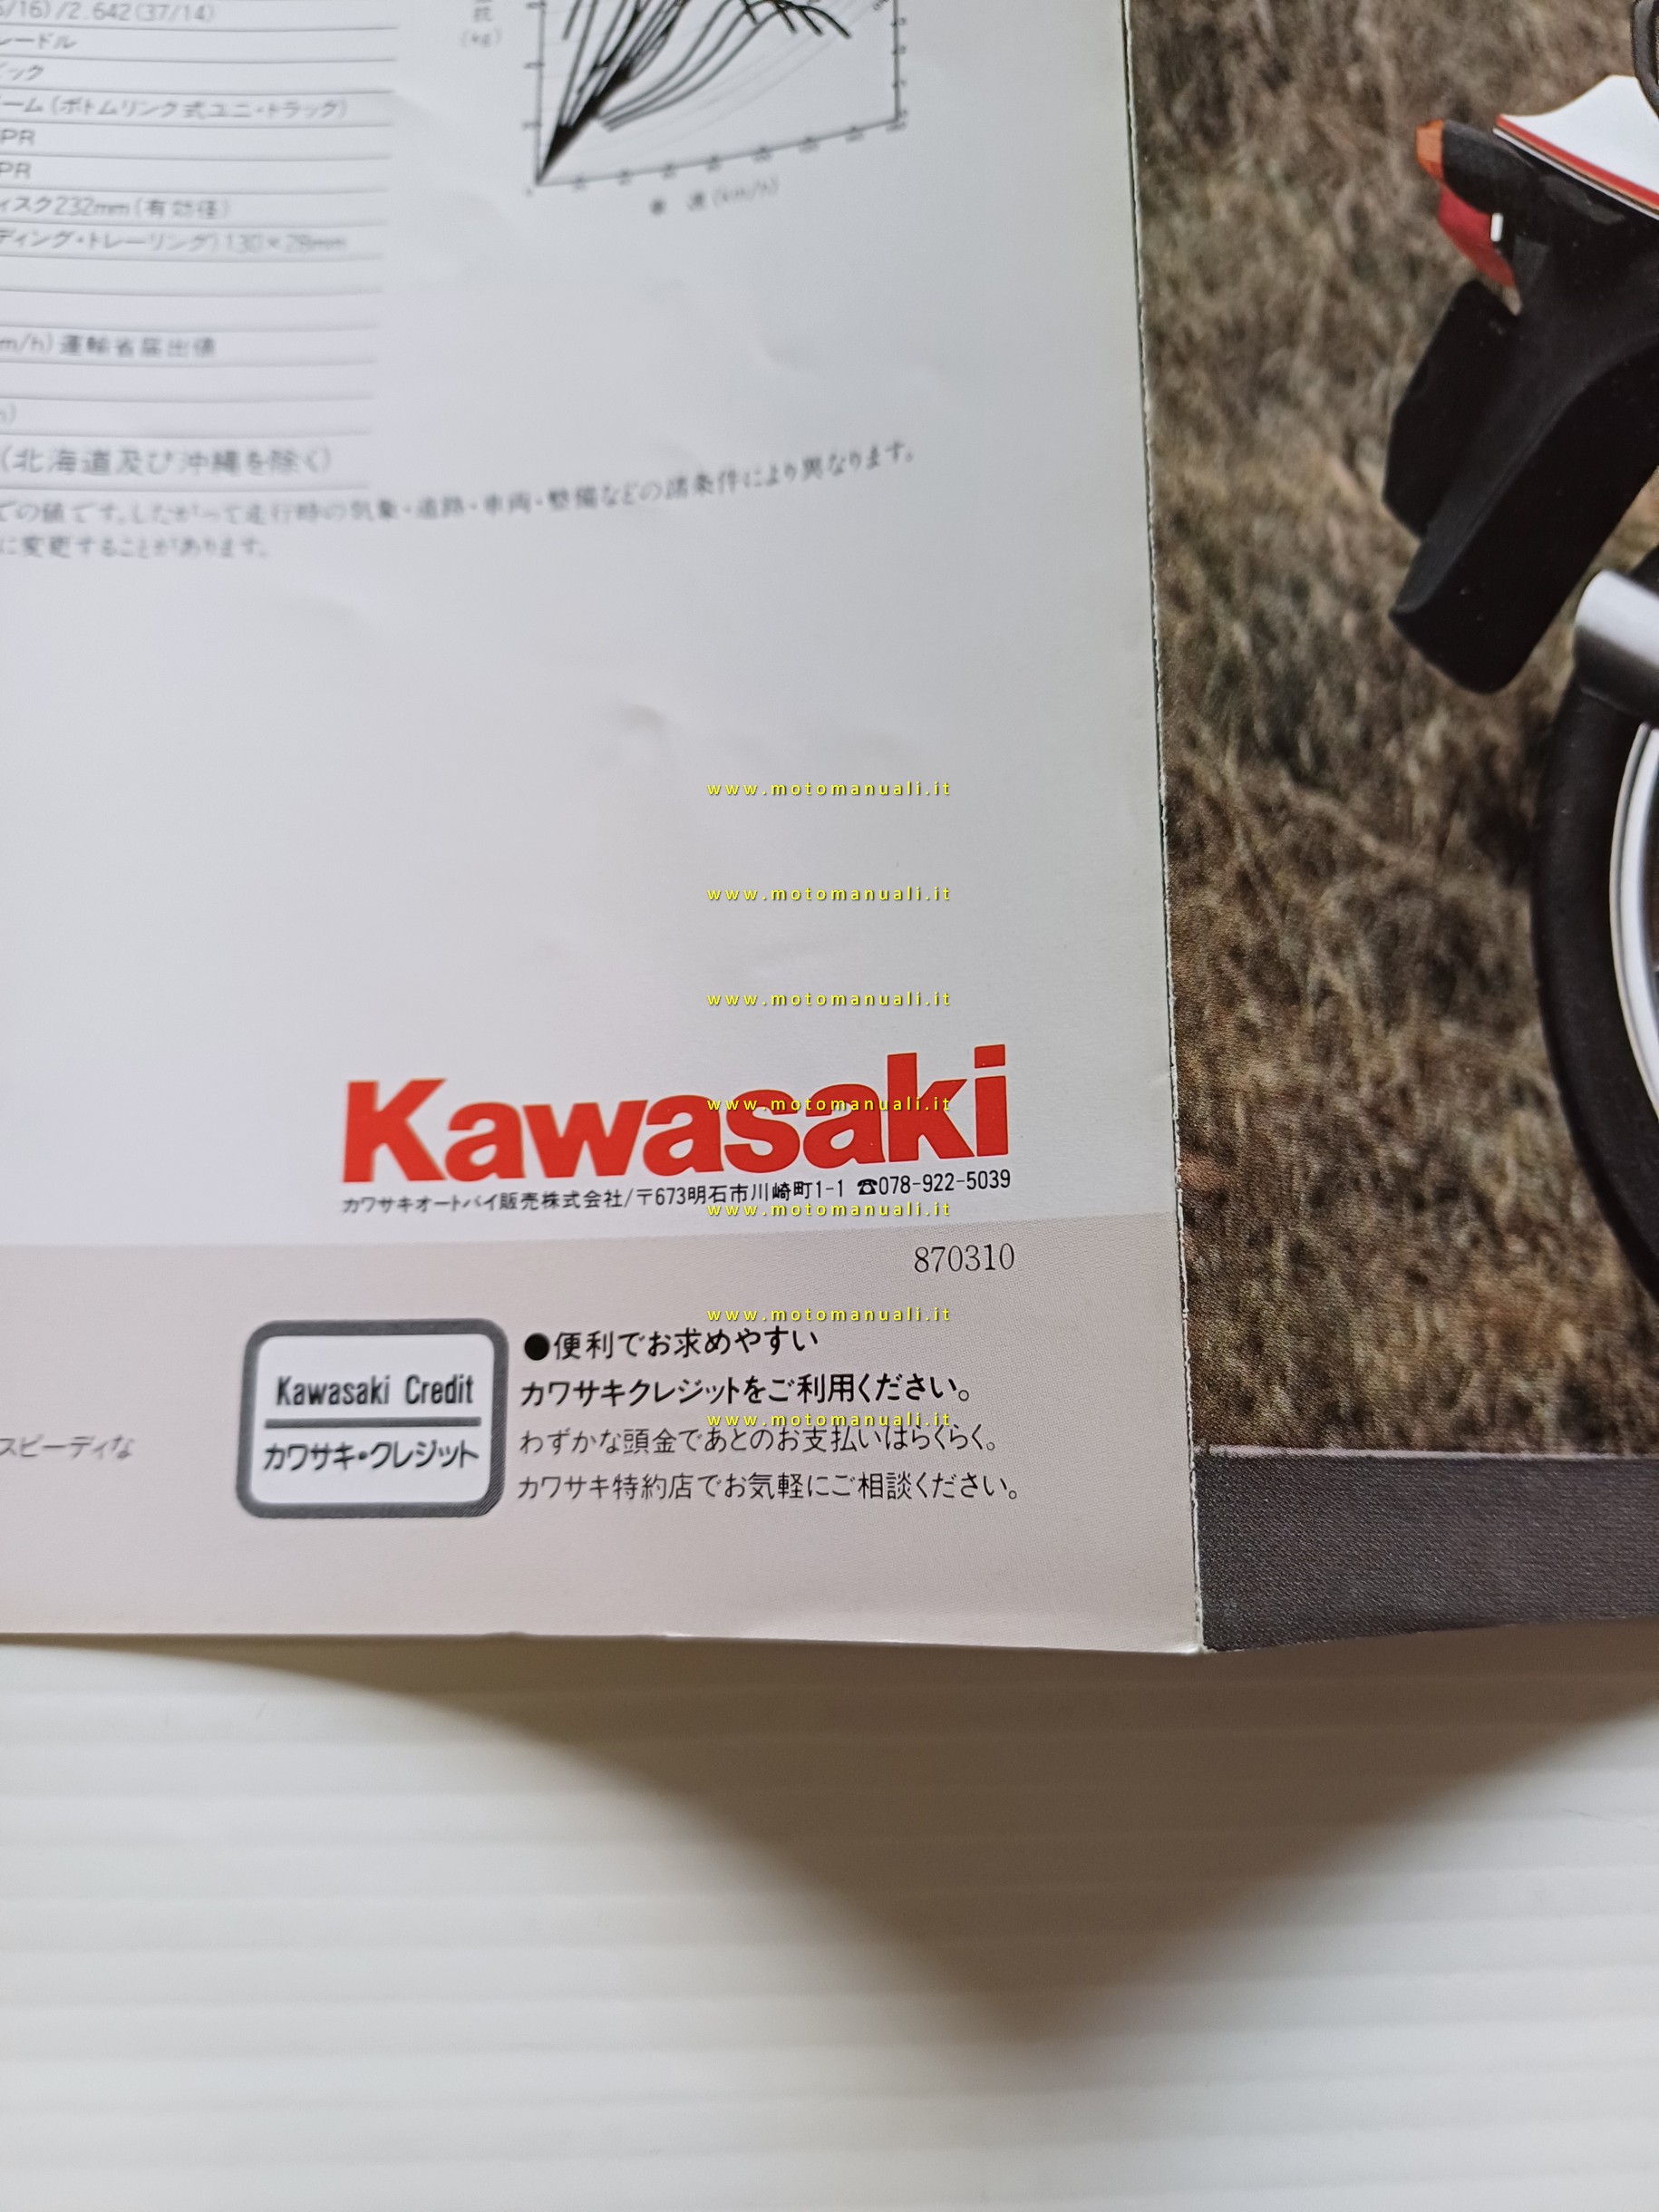 /16)/2.642(37/14)
レードル
ーム(ボトムリンク式ユニ・トラック)
PR
PR
ィスク232mm(有効径)
ディング・トレーリング)130×28mm
m/h)運輸省届出値
(北海道及び沖縄を除く)
での値です。したがって走行時の気象・道路・車両・整備などの諸条件により異なります。
に変更することがあります。
(kg)
車速(km/h)
www.motomanuali.it
www.motomanuali.it
www.motomanuali.it
Kawasaki
www.motomanuali.it
カワサキオートバイ販売株式会社/〒673明石市川崎町1-1 ☎078-922-5039
www.motomanuali.it
870310
www.motomanuali.it
Kawasaki Credit
カワサキ・クレジット
●便利でお求めやすい
カワサキクレジットをご利用ください。
www.motomanuali.it
わずかな頭金であとのお支払いはらくらく。
カワサキ特約店でお気軽にご相談ください。
スピーディな